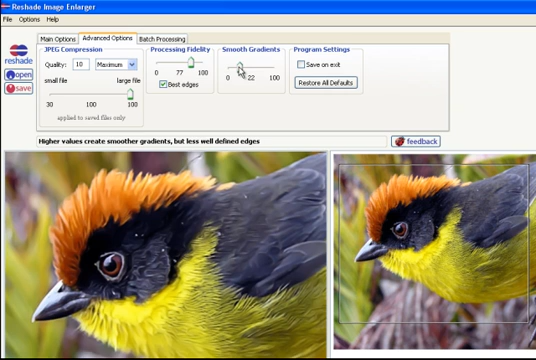 Reshade Image Enlarger
File Options Help
Main Options Advanced Options Batch Processing
reshade
open
save
JPEG Compression
Quality: 10 Maximum
small file large file
30 100 100
applied to saved files only
Processing Fidelity
0 77 100
Best edges
Smooth Gradients
0 22 100
Program Settings
Save on exit
Restore All Defaults
Higher values create smoother gradients, but less well defined edges
feedback